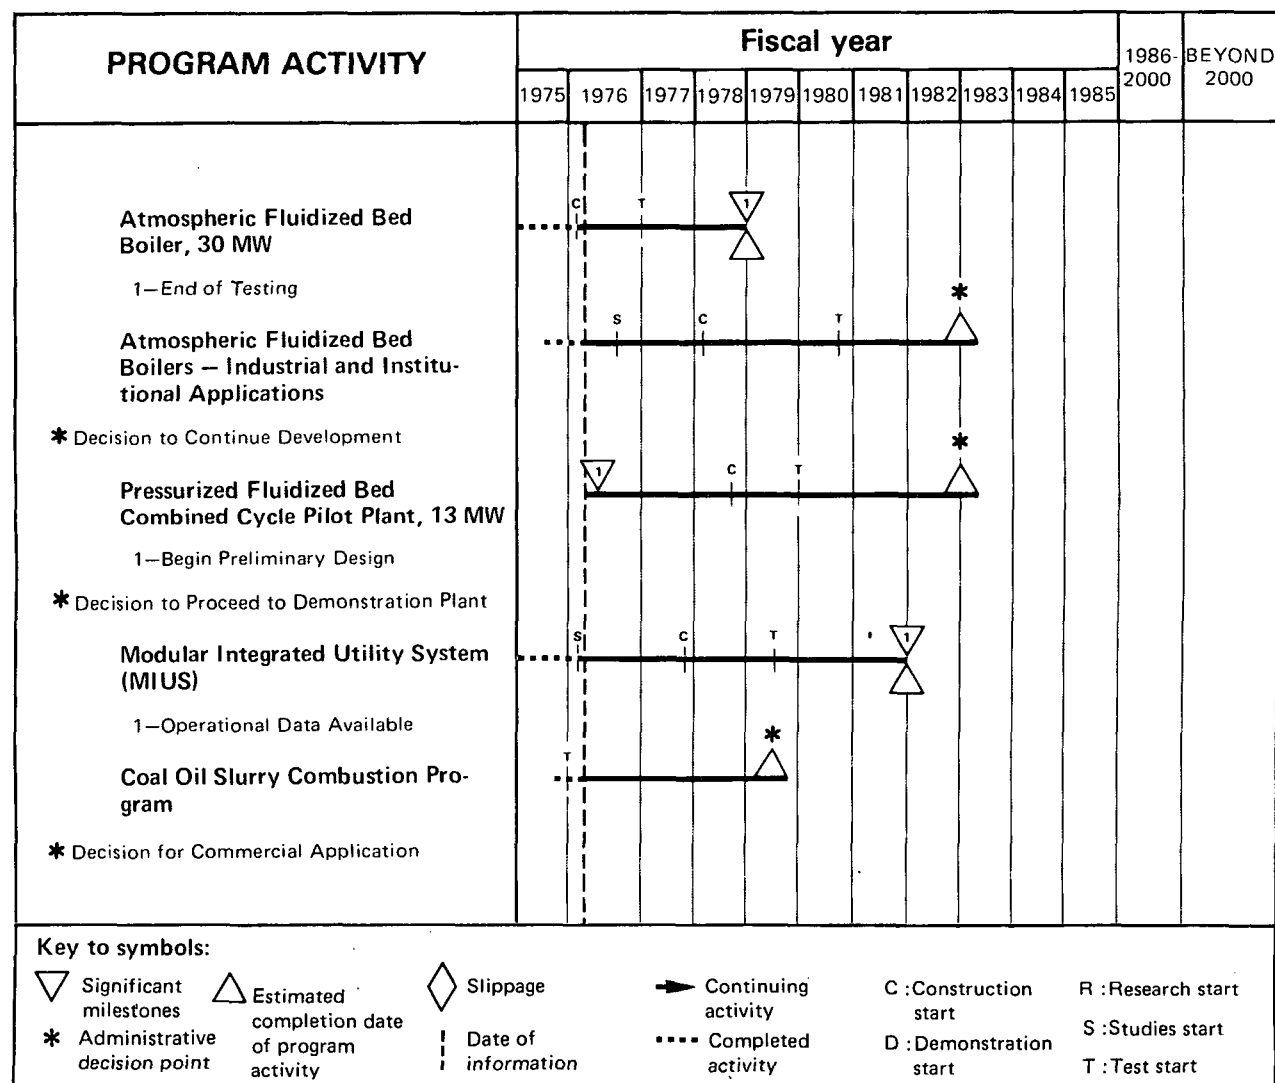 PROGRAM ACTIVITY
Fiscal year
1986-
2000
BEYOND
2000
1975 1976 1977 1978 1979 1980 1981 1982 1983 1984 1985
C T 1
Atmospheric Fluidized Bed
Boiler, 30 MW
1—End of Testing
*
S C T
Atmospheric Fluidized Bed
Boilers — Industrial and Institu-
tional Applications
* Decision to Continue Development
*
1 C T
Pressurized Fluidized Bed
Combined Cycle Pilot Plant, 13 MW
1—Begin Preliminary Design
* Decision to Proceed to Demonstration Plant
S C T 1
Modular Integrated Utility System
(MIUS)
1—Operational Data Available
*
T
Coal Oil Slurry Combustion Pro-
gram
* Decision for Commercial Application
Key to symbols:
Significant
milestones
* Administrative
decision point
Estimated
completion date
of program
activity
Slippage
Date of
information
Continuing
activity
Completed
activity
C :Construction
start
D :Demonstration
start
R :Research start
S :Studies start
T :Test start